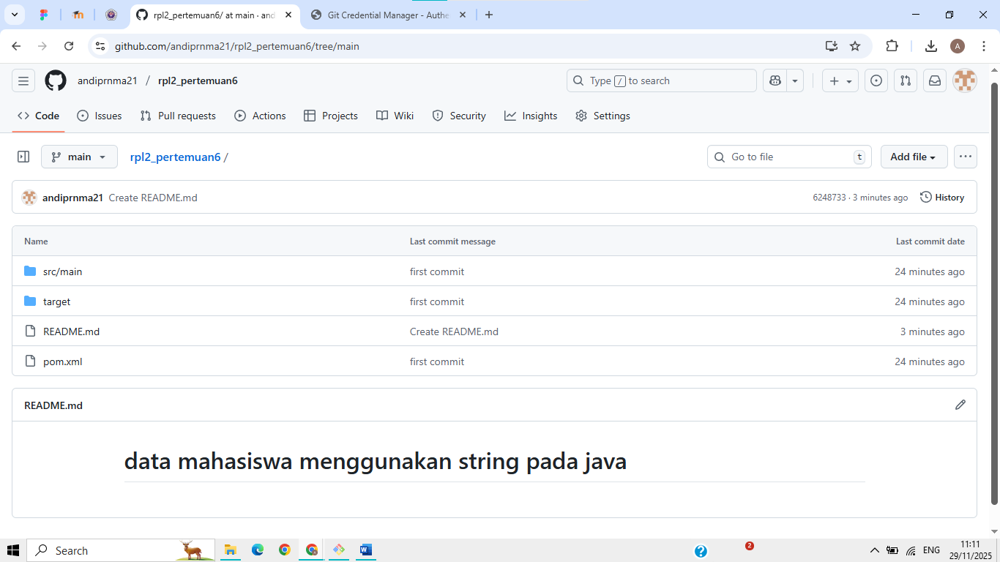 rpl2_pertemuan6/ at main · and
Git Credential Manager - Authe
github.com/andiprnma21/rpl2_pertemuan6/tree/main
A
andiprnma21 / rpl2_pertemuan6
Type / to search
Code Issues Pull requests Actions Projects Wiki Security Insights Settings
main rpl2_pertemuan6 / Go to file t Add file
andiprnma21 Create README.md 6248733 · 3 minutes ago History
Name Last commit message Last commit date
src/main first commit 24 minutes ago
target first commit 24 minutes ago
README.md Create README.md 3 minutes ago
pom.xml first commit 24 minutes ago
README.md
data mahasiswa menggunakan string pada java
Search 2 ENG 11:11
29/11/2025